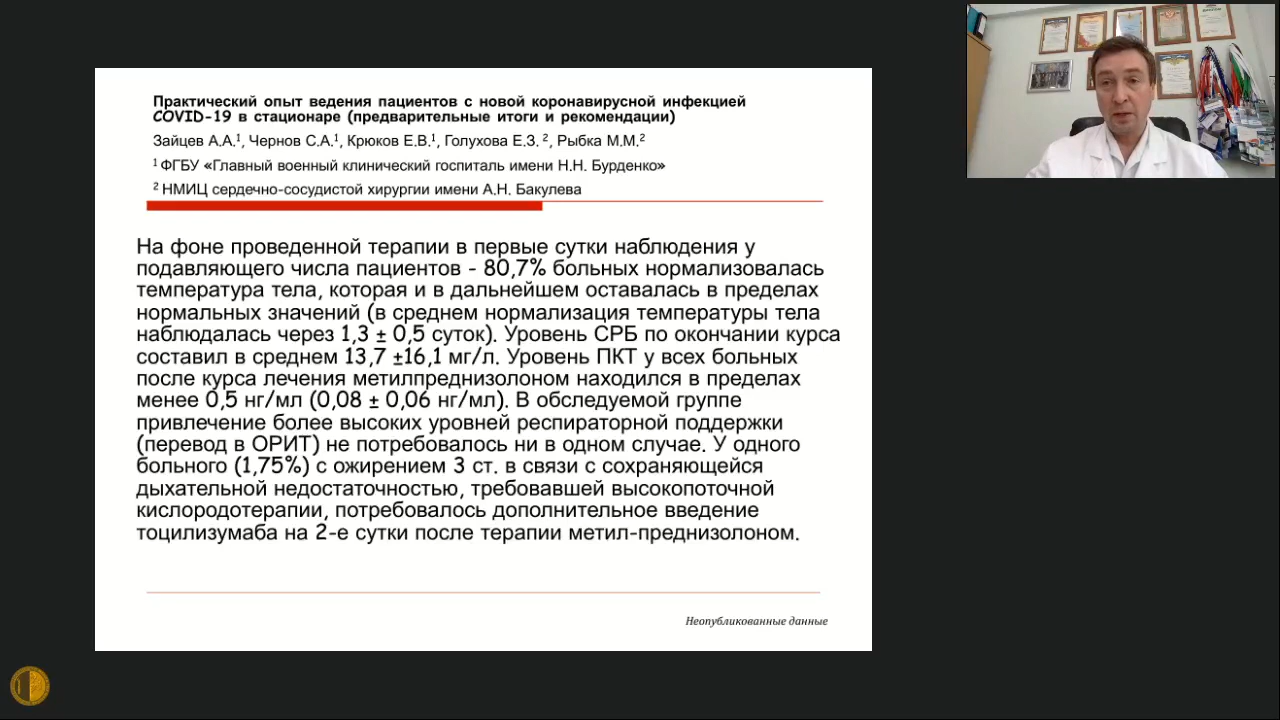 Практический опыт ведения пациентов с новой коронавирусной инфекцией
COVID-19 в стационаре (предварительные итоги и рекомендации)
Зайцев А.А.¹, Чернов С.А.¹, Крюков Е.В.¹, Голухова Е.З. ², Рыбка М.М.²
¹ ФГБУ «Главный военный клинический госпиталь имени Н.Н. Бурденко»
² НМИЦ сердечно-сосудистой хирургии имени А.Н. Бакулева
На фоне проведенной терапии в первые сутки наблюдения у
подавляющего числа пациентов - 80,7% больных нормализовалась
температура тела, которая и в дальнейшем оставалась в пределах
нормальных значений (в среднем нормализация температуры тела
наблюдалась через 1,3 ± 0,5 суток). Уровень СРБ по окончании курса
составил в среднем 13,7 ±16,1 мг/л. Уровень ПКТ у всех больных
после курса лечения метилпреднизолоном находился в пределах
менее 0,5 нг/мл (0,08 ± 0,06 нг/мл). В обследуемой группе
привлечение более высоких уровней респираторной поддержки
(перевод в ОРИТ) не потребовалось ни в одном случае. У одного
больного (1,75%) с ожирением 3 ст. в связи с сохраняющейся
дыхательной недостаточностью, требовавшей высокопоточной
кислородотерапии, потребовалось дополнительное введение
тоцилизумаба на 2-е сутки после терапии метил-преднизолоном.
Неопубликованные данные